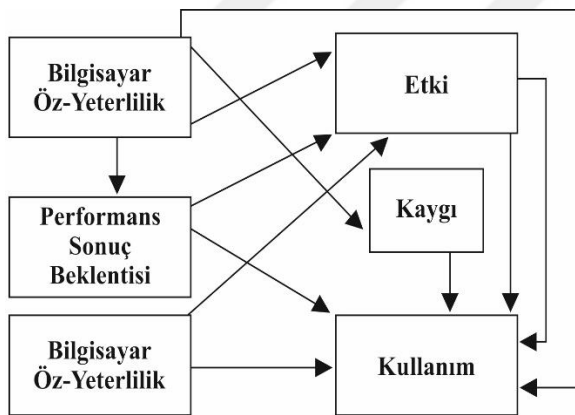 Bilgisayar
Öz-Yeterlilik
Etki
Performans
Sonuç
Beklentisi
Kaygı
Bilgisayar
Öz-Yeterlilik
Kullanım